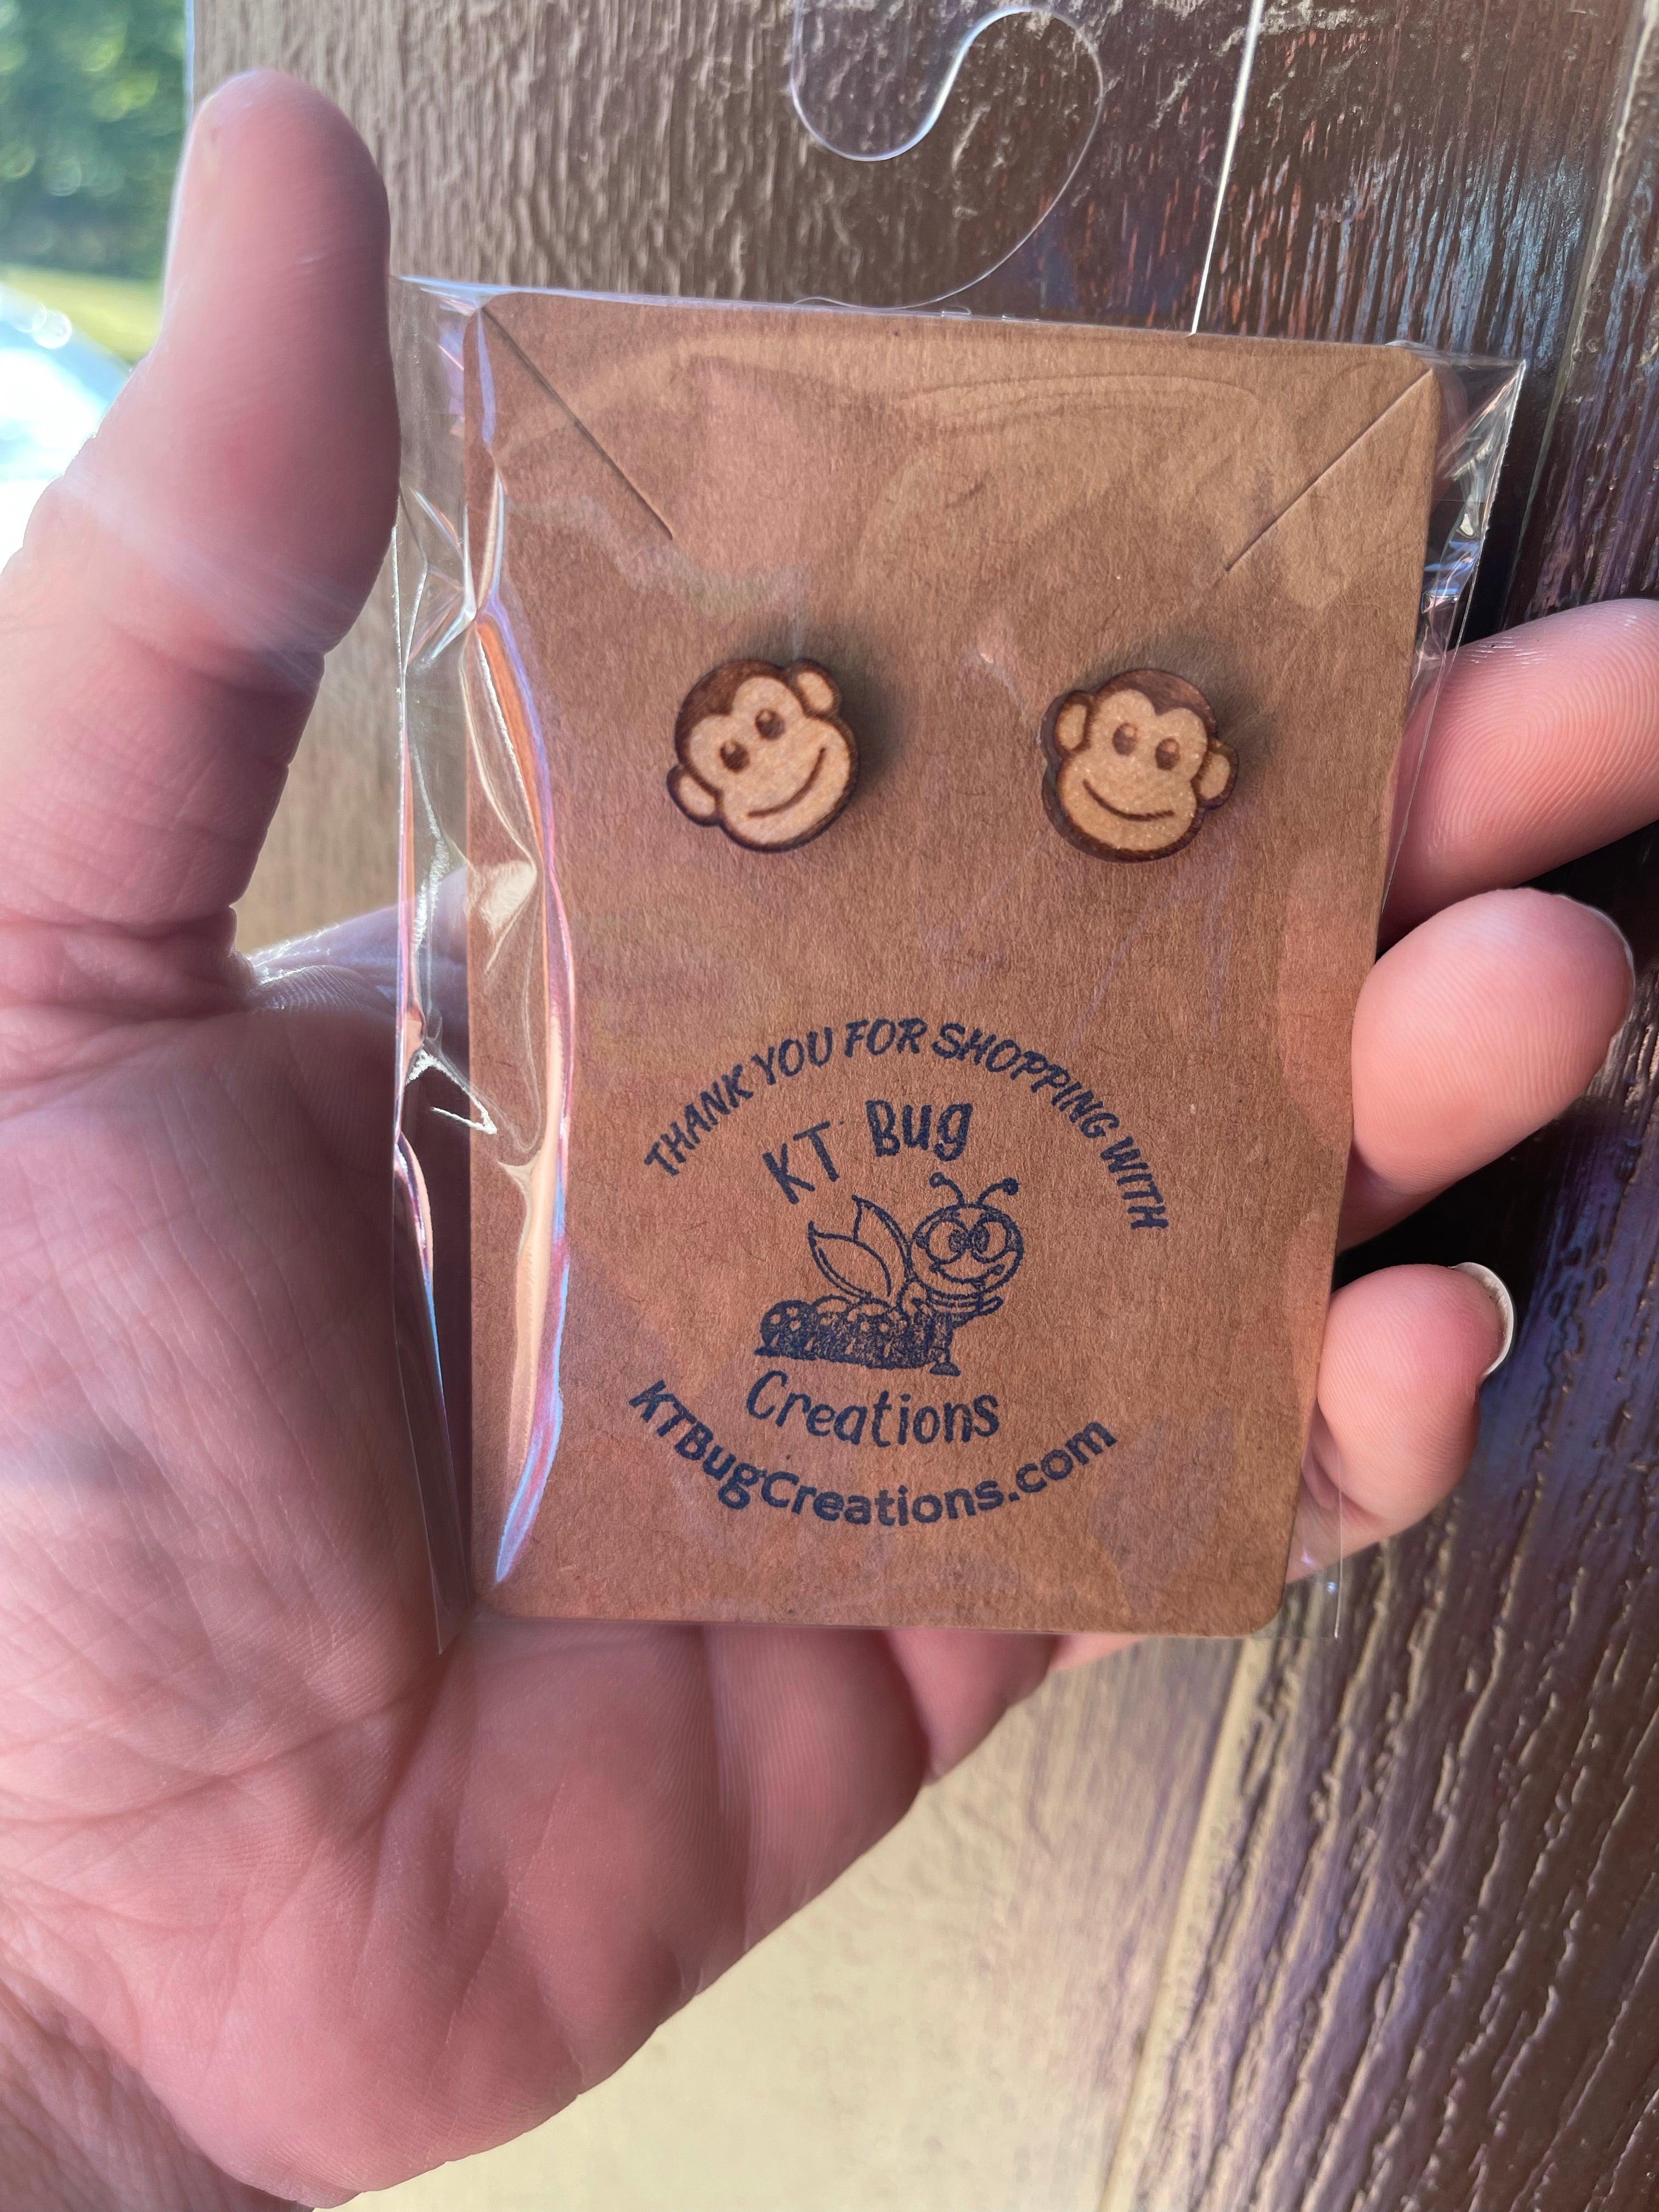 THANK YOU FOR SHOPPING WITH
KT Bug
Creations
KTBugCreations.com